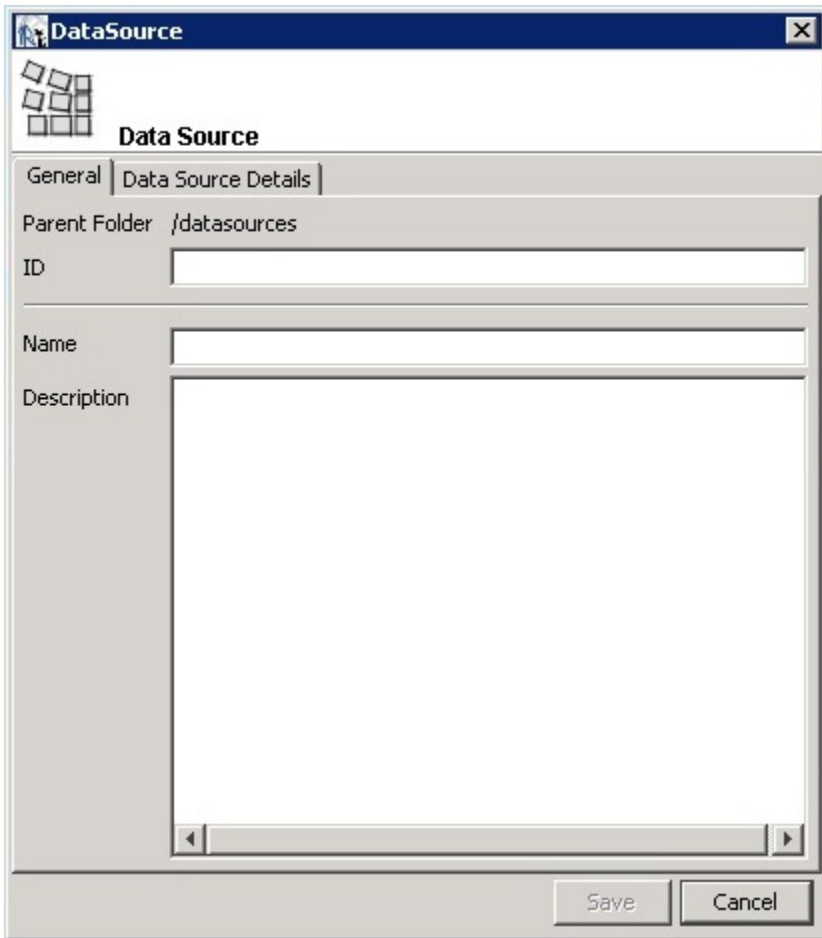 DataSource
Data Source
General Data Source Details
Parent Folder /datasources
ID
Name
Description
Save Cancel